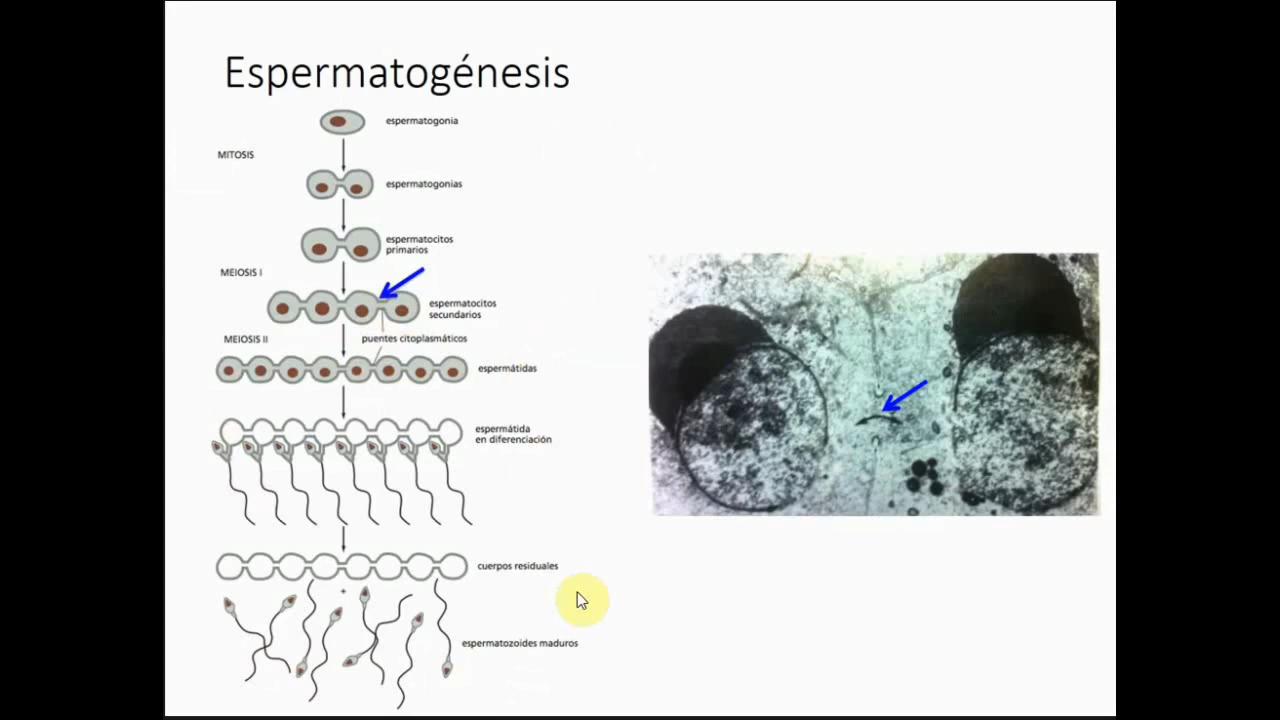 Espermatogénesis
espermatogonia
MITOSIS
espermatogonias
espermatocitos
primarios
MEIOSIS I
espermatocitos
secundarios
MEIOSIS II
puentes citoplasmáticos
espermátidas
espermátida
en diferenciación
cuerpos residuales
+
espermatozoides maduros